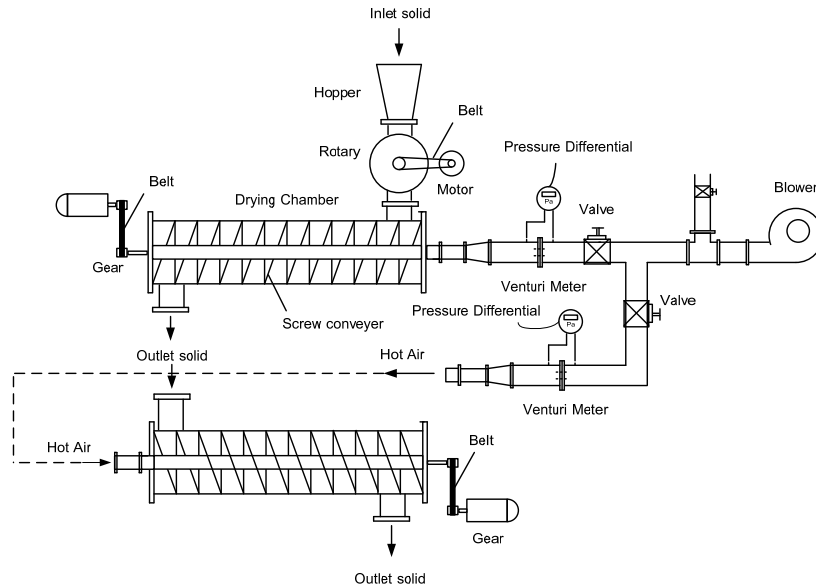 Inlet solid
Hopper
Belt
Rotary
Motor
Pressure Differential
Pa
Valve
Blower
Belt
Drying Chamber
Gear
Venturi Meter
Valve
Screw conveyer
Pressure Differential
Pa
Outlet solid
Hot Air
Venturi Meter
Hot Air
Belt
Gear
Outlet solid